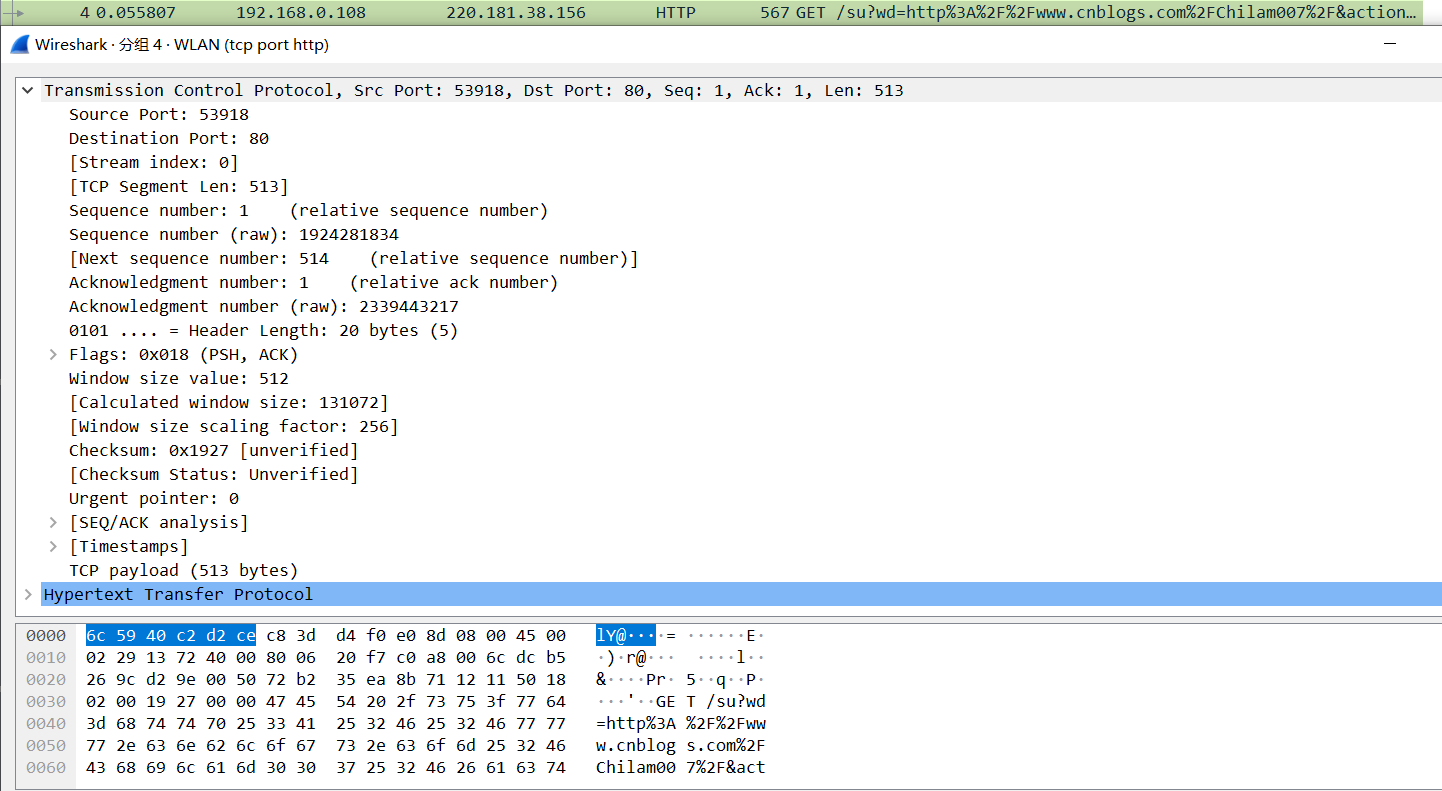 4 0.055807 192.168.0.108 220.181.38.156 HTTP 567 GET /su?wd=http%3A%2F%2Fwww.cnblogs.com%2FChilam007%2F&action…
Wireshark · 分组 4 · WLAN (tcp port http)
Transmission Control Protocol, Src Port: 53918, Dst Port: 80, Seq: 1, Ack: 1, Len: 513
Source Port: 53918
Destination Port: 80
[Stream index: 0]
[TCP Segment Len: 513]
Sequence number: 1    (relative sequence number)
Sequence number (raw): 1924281834
[Next sequence number: 514    (relative sequence number)]
Acknowledgment number: 1    (relative ack number)
Acknowledgment number (raw): 2339443217
0101 .... = Header Length: 20 bytes (5)
Flags: 0x018 (PSH, ACK)
Window size value: 512
[Calculated window size: 131072]
[Window size scaling factor: 256]
Checksum: 0x1927 [unverified]
[Checksum Status: Unverified]
Urgent pointer: 0
[SEQ/ACK analysis]
[Timestamps]
TCP payload (513 bytes)
Hypertext Transfer Protocol
0000 6c 59 40 c2 d2 ce c8 3d d4 f0 e0 8d 08 00 45 00 lY@····= ······E·
0010 02 29 13 72 40 00 80 06 20 f7 c0 a8 00 6c dc b5 ·)·r@··· ····l··
0020 26 9c d2 9e 00 50 72 b2 35 ea 8b 71 12 11 50 18 &····Pr· 5··q··P·
0030 02 00 19 27 00 00 47 45 54 20 2f 73 75 3f 77 64 ···'··GE T /su?wd
0040 3d 68 74 74 70 25 33 41 25 32 46 25 32 46 77 77 =http%3A %2F%2Fww
0050 77 2e 63 6e 62 6c 6f 67 73 2e 63 6f 6d 25 32 46 w.cnblog s.com%2F
0060 43 68 69 6c 61 6d 30 30 37 25 32 46 26 61 63 74 Chilam00 7%2F&act